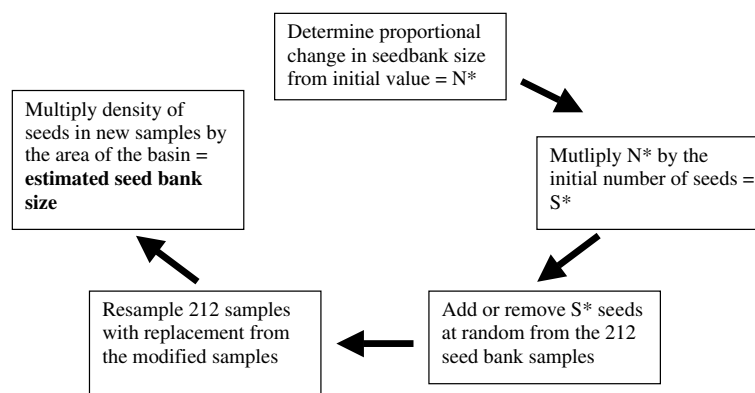 Determine proportional
change in seedbank size
from initial value = N*
Mutliply N* by the
initial number of seeds =
S*
Add or remove S* seeds
at random from the 212
seed bank samples
Resample 212 samples
with replacement from
the modified samples
Multiply density of
seeds in new samples by
the area of the basin =
estimated seed bank
size